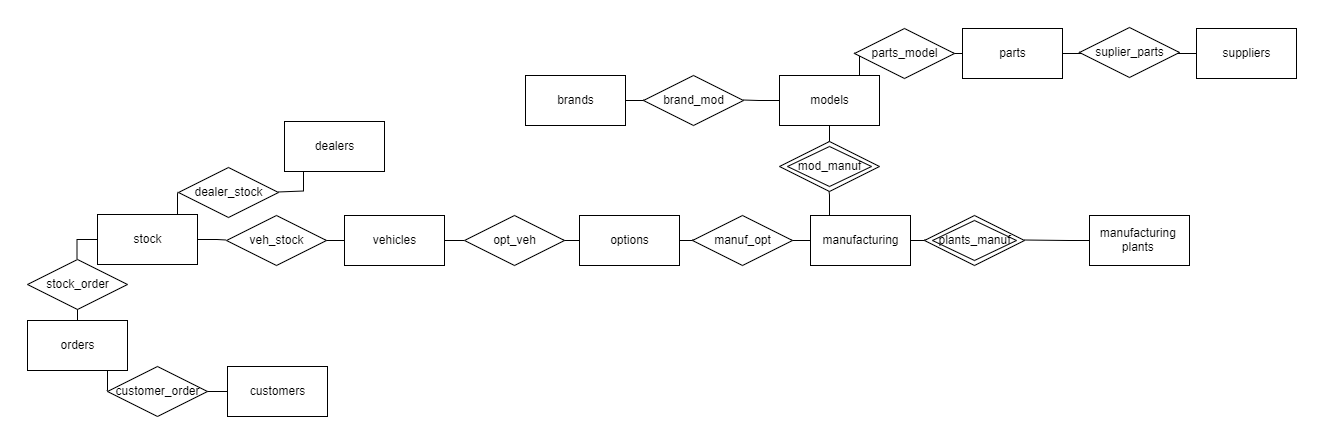 parts_model
parts
suplier_parts
suppliers
brands
brand_mod
models
dealers
mod_manuf
dealer_stock
stock
veh_stock
vehicles
opt_veh
options
manuf_opt
manufacturing
plants_manuf
manufacturing
plants
stock_order
orders
customer_order
customers